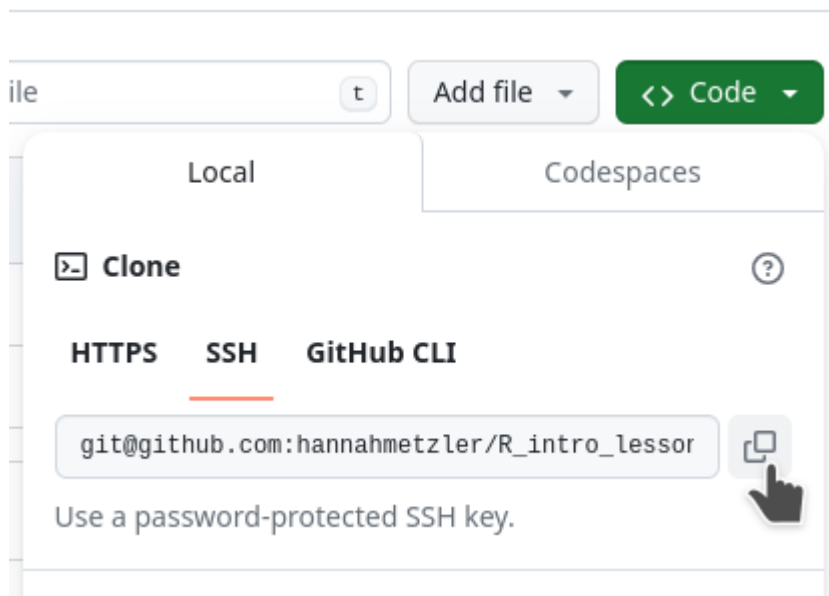 ile t Add file <> Code
Local Codespaces
Clone
HTTPS SSH GitHub CLI
git@github.com:hannahmetzler/R_intro_lesson
Use a password-protected SSH key.